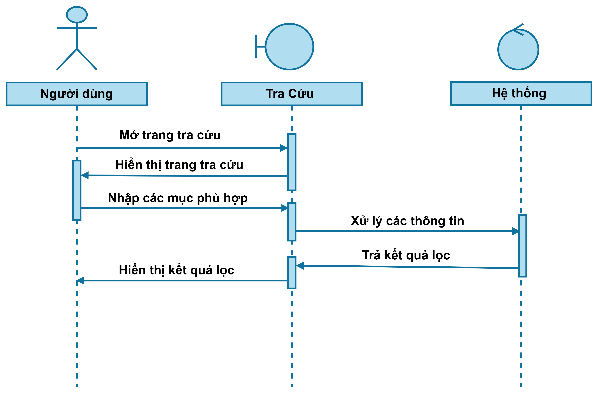 Người dùng
Tra Cứu
Hệ thống
Mở trang tra cứu
Hiển thị trang tra cứu
Nhập các mục phù hợp
Xử lý các thông tin
Trả kết quả lọc
Hiển thị kết quả lọc